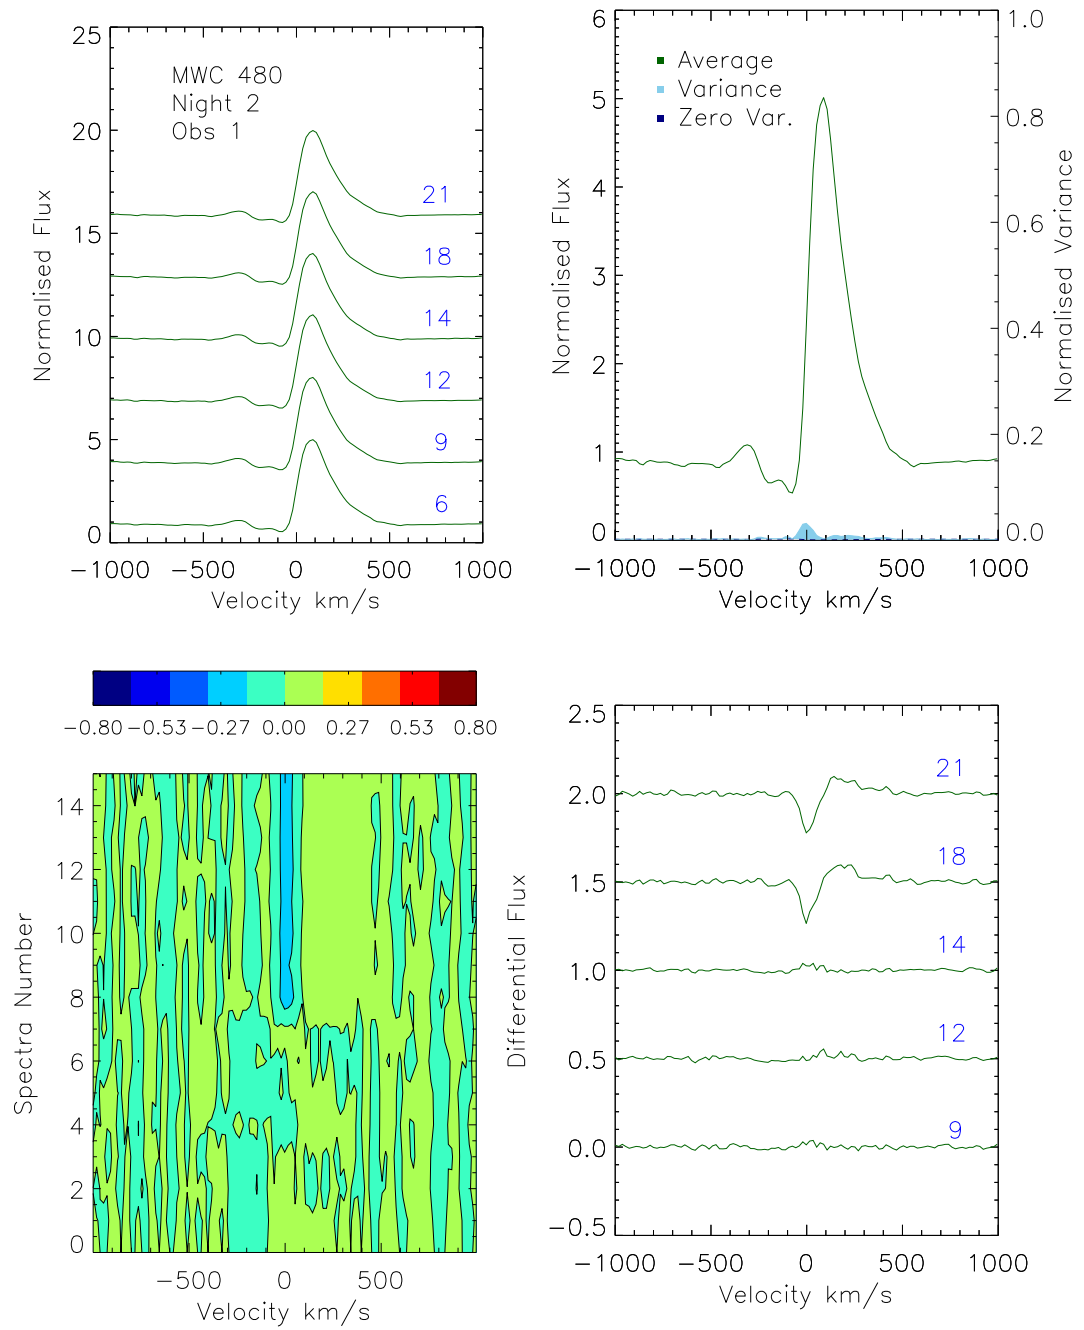 25
20
15
10
5
0
Normalised Flux
MWC 480
Night 2
Obs 1
21
18
14
12
9
6
−1000 −500 0 500 1000
Velocity km/s
6
5
4
3
2
1
0
Normalised Flux
Average
Variance
Zero Var.
1.0
0.8
0.6
0.4
0.2
0.0
Normalised Variance
−1000 −500 0 500 1000
Velocity km/s
−0.80 −0.53 −0.27 0.00 0.27 0.53 0.80
14
12
10
8
6
4
2
0
Spectra Number
−500 0 500
Velocity km/s
2.5
2.0
1.5
1.0
0.5
0.0
−0.5
Differential Flux
21
18
14
12
9
−1000 −500 0 500 1000
Velocity km/s